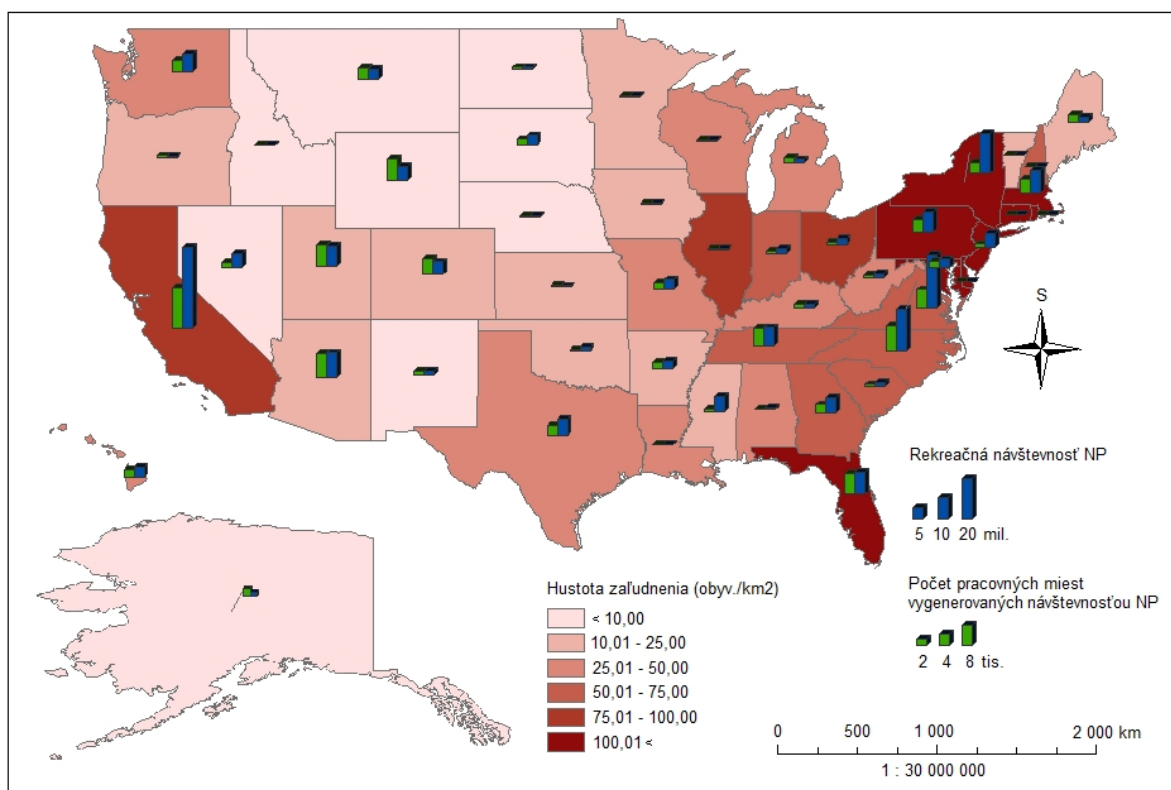 S
Rekreačná návštevnosť NP
5 10 20 mil.
Počet pracovných miest
vygenerovaných návštevnosťou NP
2 4 8 tis.
Hustota zaľudnenia (obyv./km2)
< 10,00
10,01 - 25,00
25,01 - 50,00
50,01 - 75,00
75,01 - 100,00
100,01 <
0 500 1 000 2 000 km
1 : 30 000 000